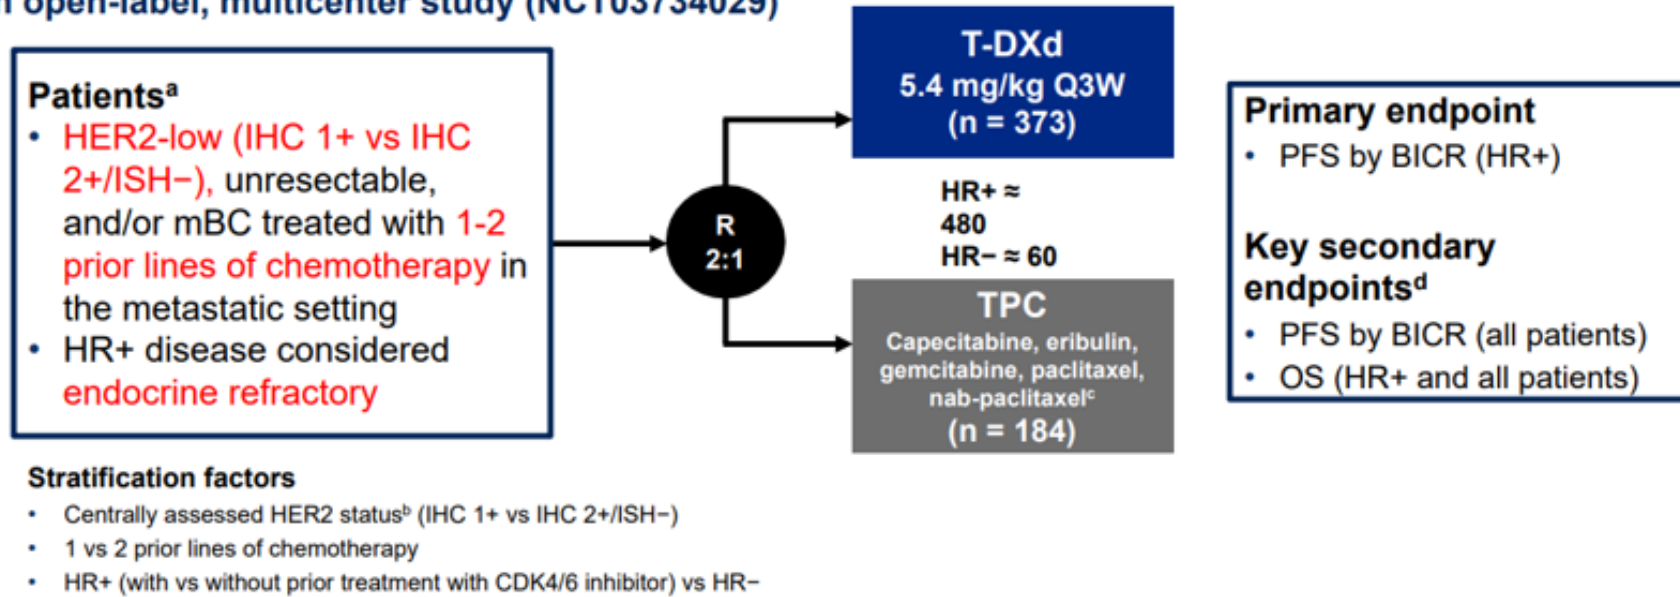 open-label, multicenter study (NCT03734029)
Patientsᵃ
• HER2-low (IHC 1+ vs IHC
2+/ISH−), unresectable,
and/or mBC treated with 1-2
prior lines of chemotherapy in
the metastatic setting
• HR+ disease considered
endocrine refractory
R
2:1
T-DXd
5.4 mg/kg Q3W
(n = 373)
HR+ ≈
480
HR− ≈ 60
TPC
Capecitabine, eribulin,
gemcitabine, paclitaxel,
nab-paclitaxelᶜ
(n = 184)
Primary endpoint
• PFS by BICR (HR+)
Key secondary
endpointsᵈ
• PFS by BICR (all patients)
• OS (HR+ and all patients)
Stratification factors
• Centrally assessed HER2 statusᵇ (IHC 1+ vs IHC 2+/ISH−)
• 1 vs 2 prior lines of chemotherapy
• HR+ (with vs without prior treatment with CDK4/6 inhibitor) vs HR−